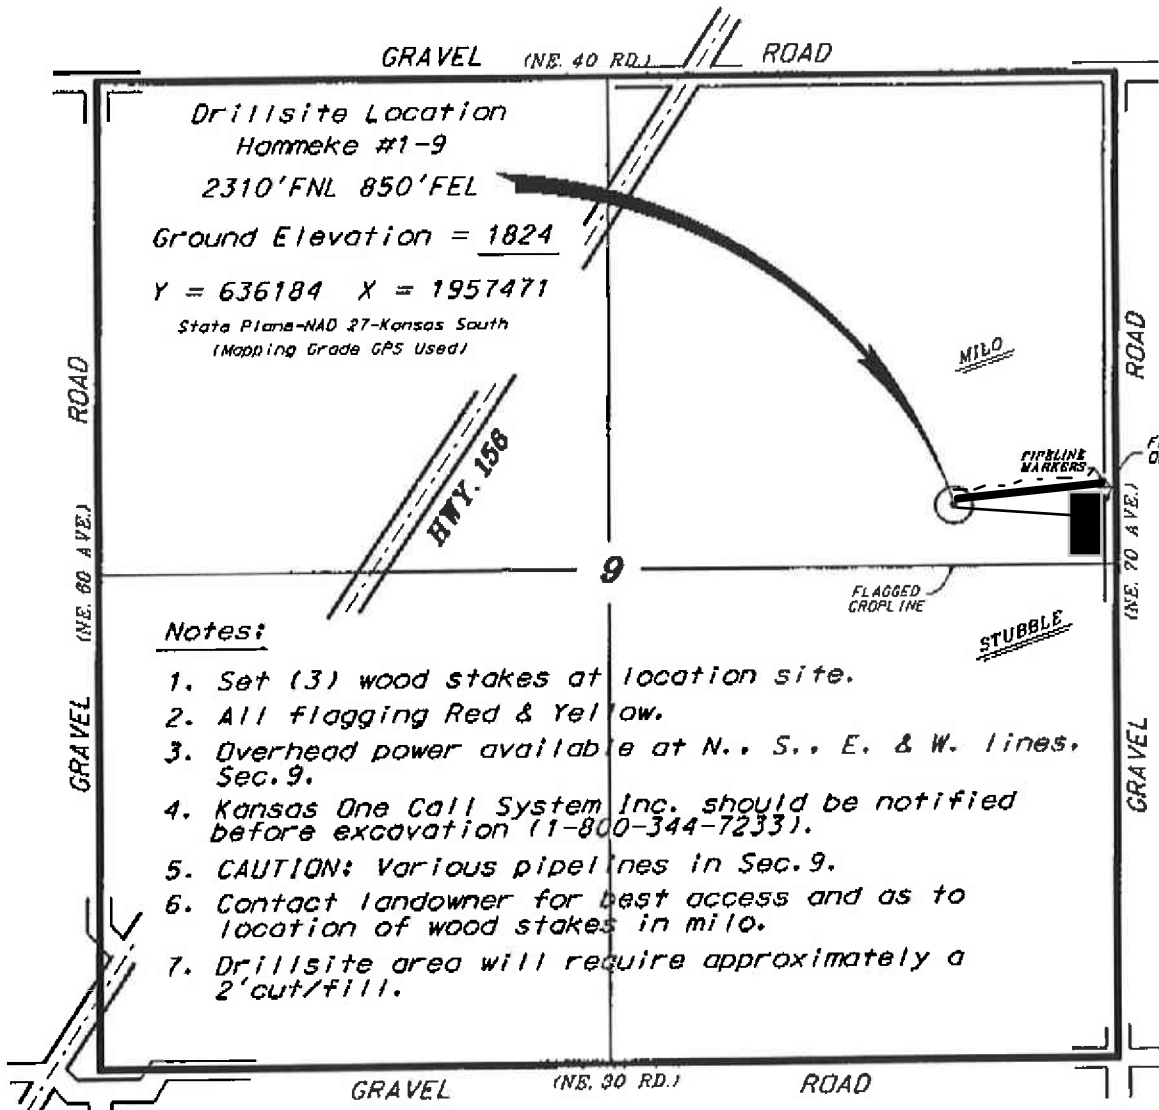 GRAVEL (NE. 40 RD.) ROAD
Drillsite Location
Hammeke #1-9
2310'FNL 850'FEL
Ground Elevation = 1824
Y = 636184 X = 1957471
State Plane-NAD 27-Kansas South
(Mapping Grade GPS Used)
MILO
ROAD
ROAD
HWY. 156
PIPELINE
MARKERS
(NE. 60 AVE.)
(NE. 70 AVE.)
9
FLAGGED
CROPLINE
STUBBLE
Notes:
1. Set (3) wood stakes at location site.
2. All flagging Red & Yellow.
3. Overhead power available at N., S., E. & W. lines,
Sec.9.
4. Kansas One Call System Inc. should be notified
before excavation (1-800-344-7233).
5. CAUTION: Various pipelines in Sec.9.
6. Contact landowner for best access and as to
location of wood stakes in milo.
7. Drillsite area will require approximately a
2'cut/fill.
GRAVEL
GRAVEL
GRAVEL (NE. 30 RD.) ROAD